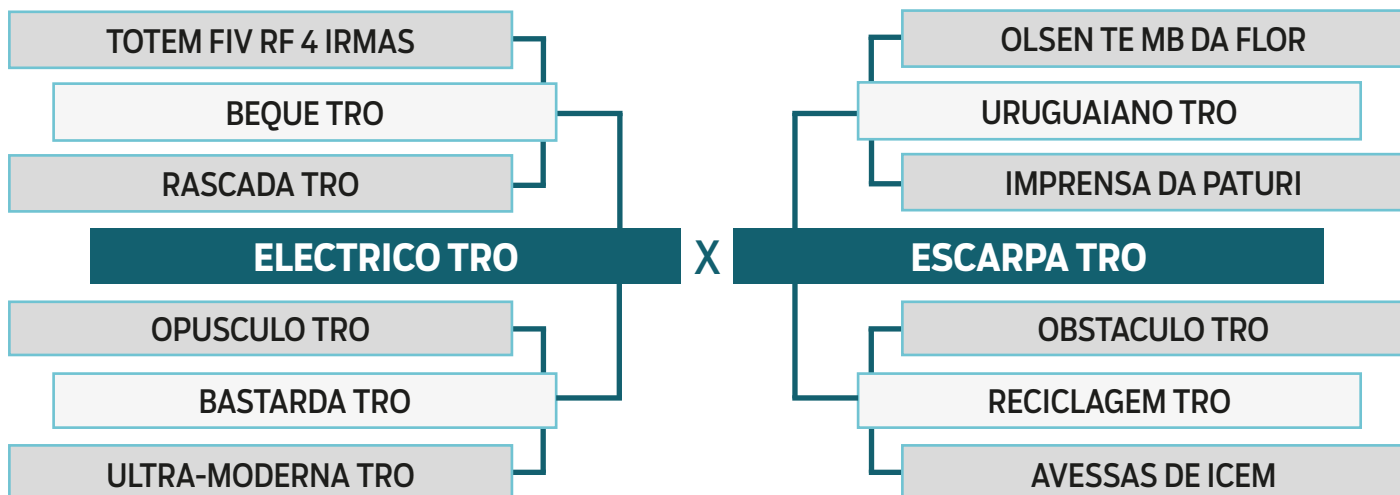 TOTEM FIV RF 4 IRMAS
BEQUE TRO
RASCADA TRO
ELECTRICO TRO
OPUSCULO TRO
BASTARDA TRO
ULTRA-MODERNA TRO
X
OLSEN TE MB DA FLOR
URUGUAIANO TRO
IMPRENSA DA PATURI
ESCARPA TRO
OBSTACULO TRO
RECICLAGEM TRO
AVESSAS DE ICEM